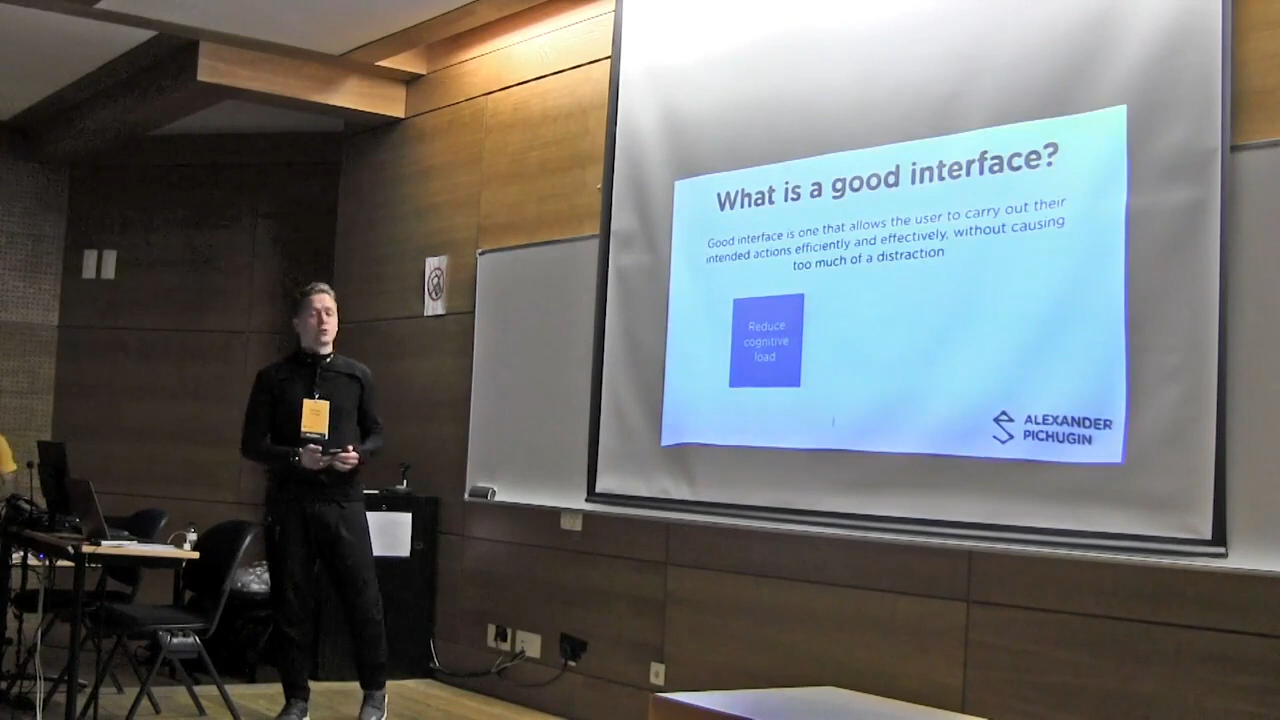 What is a good interface?
Good interface is one that allows the user to carry out their
intended actions efficiently and effectively, without causing
too much of a distraction
Reduce
cognitive
load
ALEXANDER
PICHUGIN